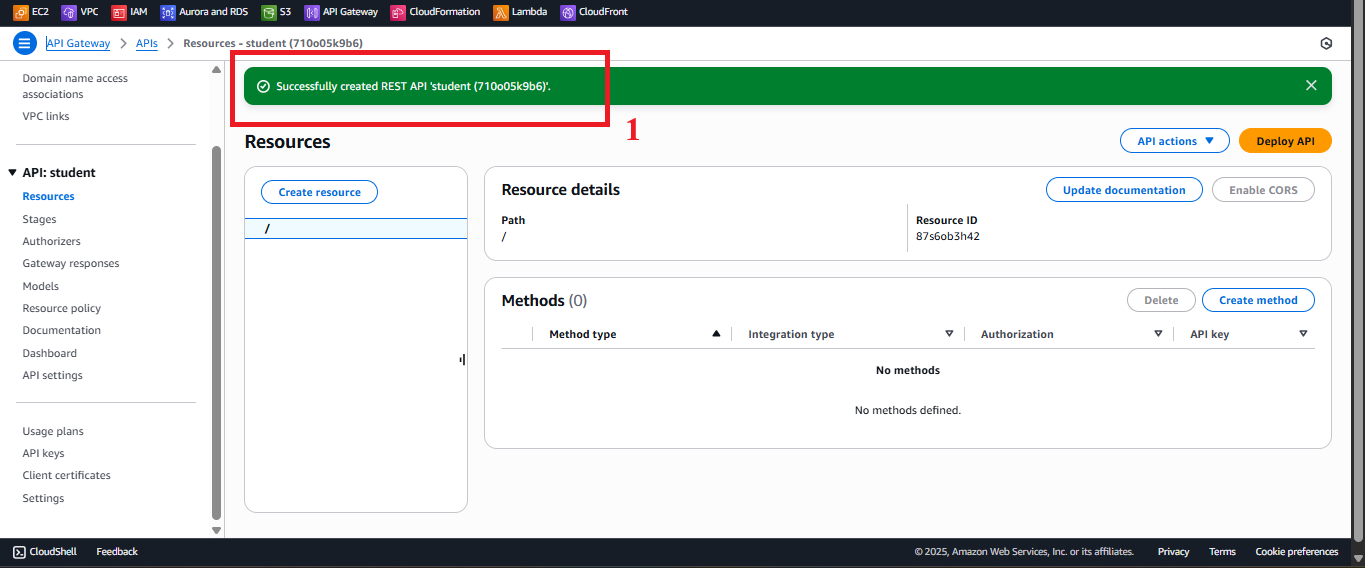 EC2 VPC IAM Aurora and RDS S3 API Gateway CloudFormation Lambda CloudFront
API Gateway > APIs > Resources - student (710o05k9b6)
Domain name access
associations
VPC links
API: student
Resources
Stages
Authorizers
Gateway responses
Models
Resource policy
Documentation
Dashboard
API settings
Usage plans
API keys
Client certificates
Settings
Successfully created REST API 'student (710o05k9b6)'.
1
Resources
API actions
Deploy API
Create resource
/
Resource details
Update documentation
Enable CORS
Path
/
Resource ID
87s6ob3h42
Methods (0)
Delete
Create method
Method type Integration type Authorization API key
No methods
No methods defined.
CloudShell Feedback © 2025, Amazon Web Services, Inc. or its affiliates. Privacy Terms Cookie preferences